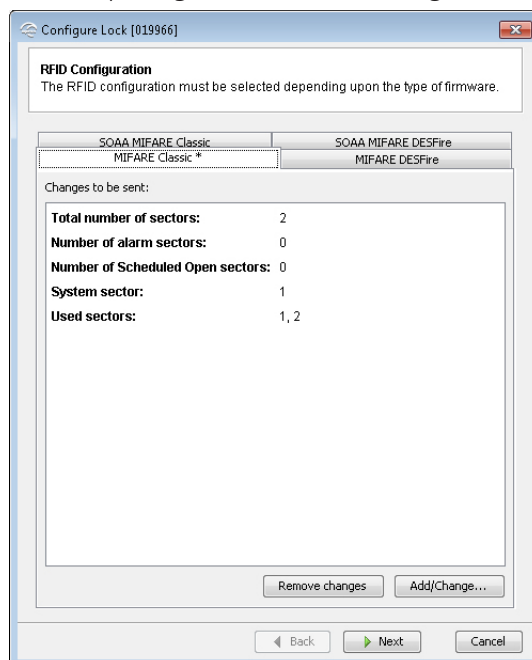 Configure Lock [019966]
RFID Configuration
The RFID configuration must be selected depending upon the type of firmware.
SOAA MIFARE Classic SOAA MIFARE DESFire
MIFARE Classic * MIFARE DESFire
Changes to be sent:
Total number of sectors: 2
Number of alarm sectors: 0
Number of Scheduled Open sectors: 0
System sector: 1
Used sectors: 1, 2
Remove changes Add/Change...
Back Next Cancel